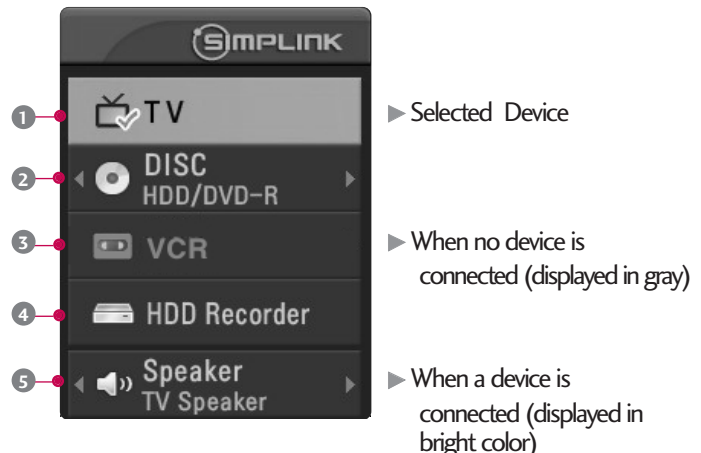 SIMPLINK
1 TV
Selected Device
2 DISC
HDD/DVD-R
3 VCR
When no device is
connected (displayed in gray)
4 HDD Recorder
5 Speaker
TV Speaker
When a device is
connected (displayed in
bright color)